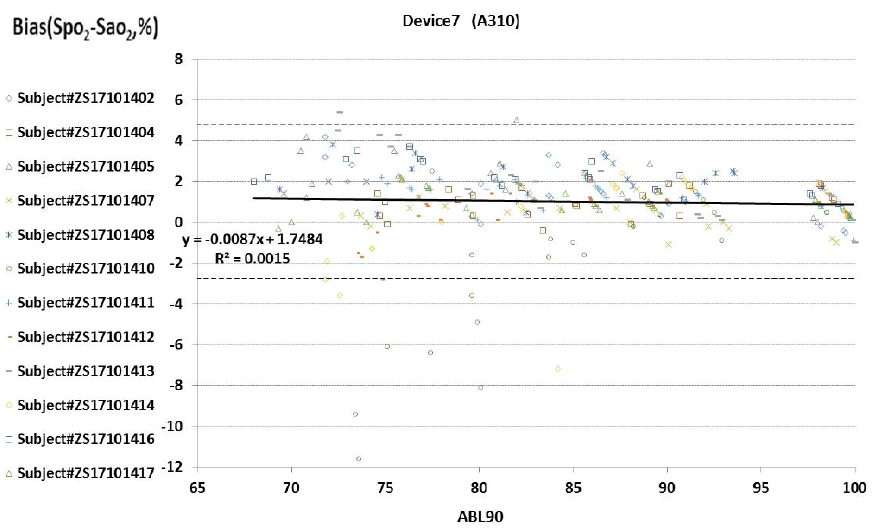 Device7 (A310)
Bias(Spo₂-Sao₂,%)
8
6
4
2
0
-2
-4
-6
-8
-10
-12
Subject#ZS17101402
Subject#ZS17101404
Subject#ZS17101405
Subject#ZS17101407
Subject#ZS17101408
Subject#ZS17101410
Subject#ZS17101411
Subject#ZS17101412
Subject#ZS17101413
Subject#ZS17101414
Subject#ZS17101416
Subject#ZS17101417
y = -0.0087x + 1.7484
R² = 0.0015
65 70 75 80 85 90 95 100
ABL90